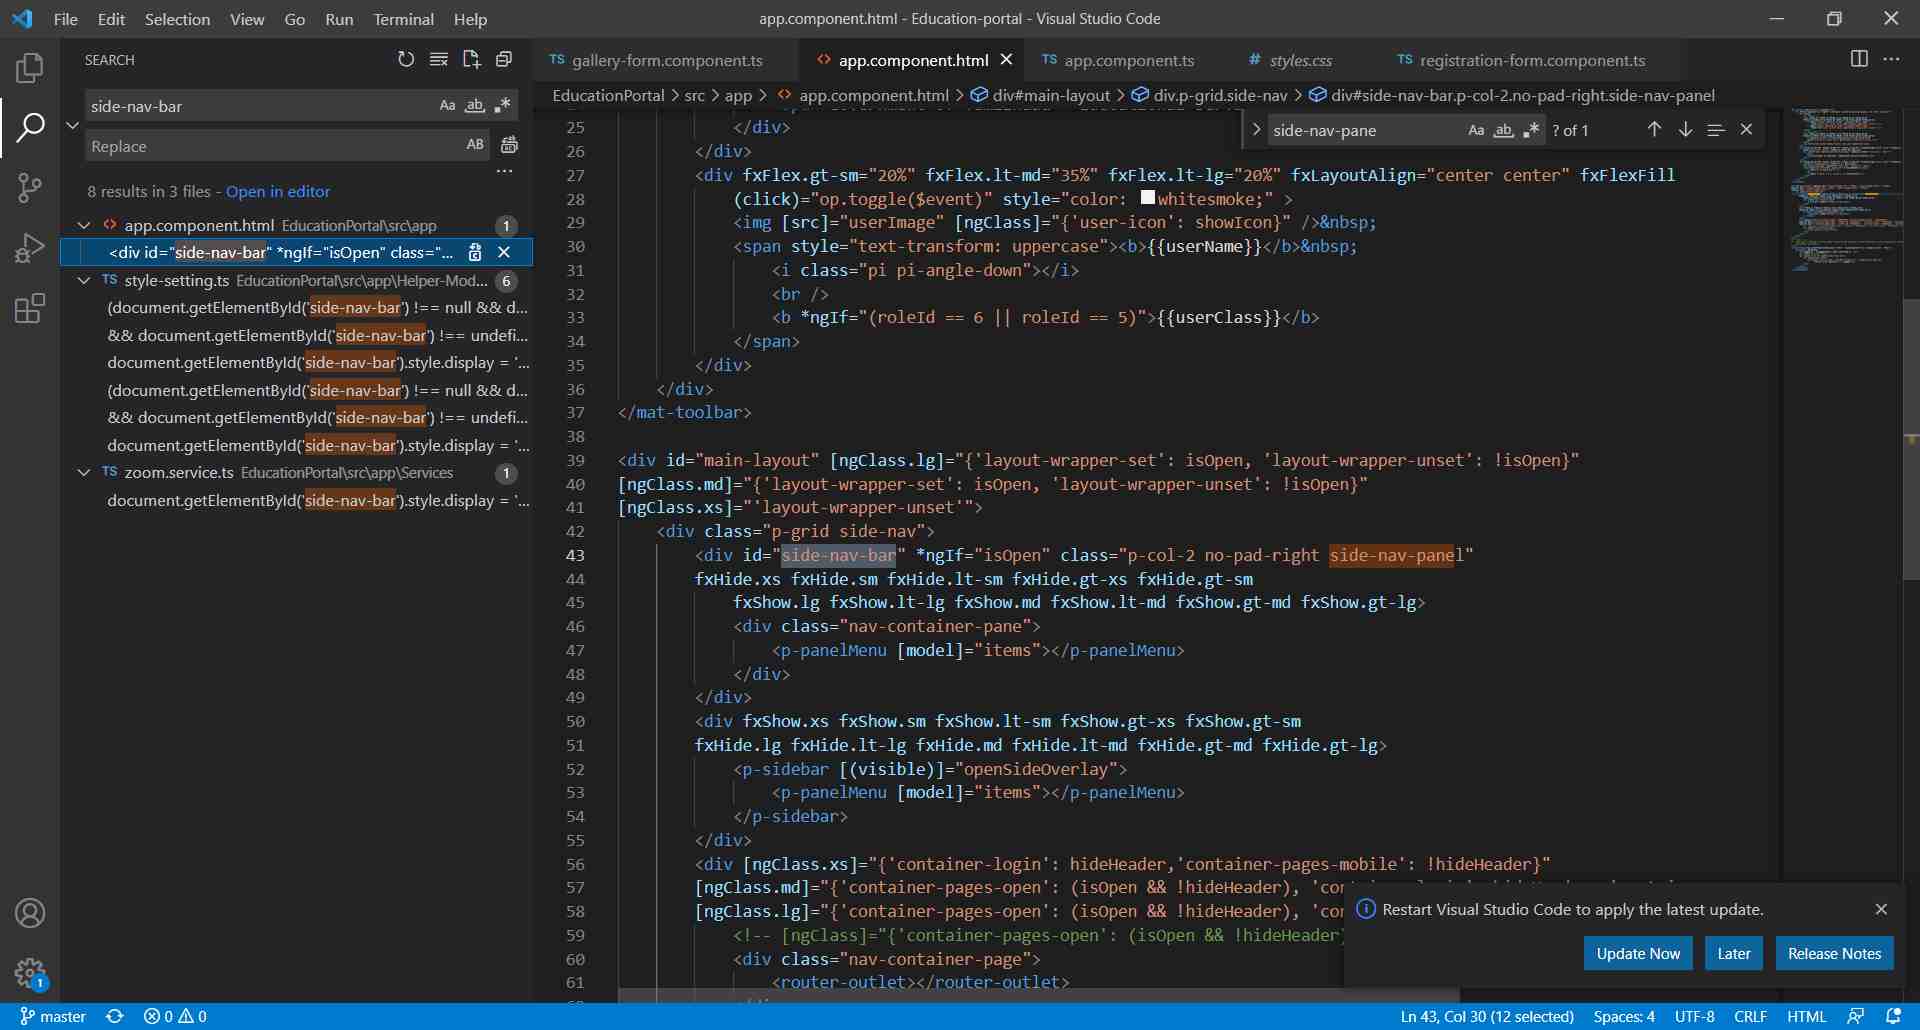 File Edit Selection View Go Run Terminal Help
app.component.html - Education-portal - Visual Studio Code
SEARCH
side-nav-bar
Aa ab
Replace
AB
8 results in 3 files - Open in editor
app.component.html EducationPortal\src\app 1
<div id="side-nav-bar" *ngIf="isOpen" class="...
TS style-setting.ts EducationPortal\src\app\Helper-Mod... 6
(document.getElementById('side-nav-bar') !== null && d...
&& document.getElementById('side-nav-bar') !== undefi...
document.getElementById('side-nav-bar').style.display = '...
(document.getElementById('side-nav-bar') !== null && d...
&& document.getElementById('side-nav-bar') !== undefi...
document.getElementById('side-nav-bar').style.display = '...
TS zoom.service.ts EducationPortal\src\app\Services 1
document.getElementById('side-nav-bar').style.display = '...
1
TS gallery-form.component.ts
<> app.component.html
TS app.component.ts
# styles.css
TS registration-form.component.ts
EducationPortal > src > app > <> app.component.html > div#main-layout > div.p-grid.side-nav > div#side-nav-bar.p-col-2.no-pad-right.side-nav-panel
side-nav-pane Aa ab ? of 1
25 </div>
26 </div>
27 <div fxFlex.gt-sm="20%" fxFlex.lt-md="35%" fxFlex.lt-lg="20%" fxLayoutAlign="center center" fxFlexFill
28 (click)="op.toggle($event)" style="color: whitesmoke;" >
29 <img [src]="userImage" [ngClass]="{'user-icon': showIcon}" />&nbsp;
30 <span style="text-transform: uppercase"><b>{{userName}}</b>&nbsp;
31 <i class="pi pi-angle-down"></i>
32 <br />
33 <b *ngIf="(roleId == 6 || roleId == 5)">{{userClass}}</b>
34 </span>
35 </div>
36 </div>
37 </mat-toolbar>
38
39 <div id="main-layout" [ngClass.lg]="{'layout-wrapper-set': isOpen, 'layout-wrapper-unset': !isOpen}"
40 [ngClass.md]="{'layout-wrapper-set': isOpen, 'layout-wrapper-unset': !isOpen}"
41 [ngClass.xs]="'layout-wrapper-unset'">
42 <div class="p-grid side-nav">
43 <div id="side-nav-bar" *ngIf="isOpen" class="p-col-2 no-pad-right side-nav-panel"
44 fxHide.xs fxHide.sm fxHide.lt-sm fxHide.gt-xs fxHide.gt-sm
45 fxShow.lg fxShow.lt-lg fxShow.md fxShow.lt-md fxShow.gt-md fxShow.gt-lg>
46 <div class="nav-container-pane">
47 <p-panelMenu [model]="items"></p-panelMenu>
48 </div>
49 </div>
50 <div fxShow.xs fxShow.sm fxShow.lt-sm fxShow.gt-xs fxShow.gt-sm
51 fxHide.lg fxHide.lt-lg fxHide.md fxHide.lt-md fxHide.gt-md fxHide.gt-lg>
52 <p-sidebar [(visible)]="openSideOverlay">
53 <p-panelMenu [model]="items"></p-panelMenu>
54 </p-sidebar>
55 </div>
56 <div [ngClass.xs]="{'container-login': hideHeader,'container-pages-mobile': !hideHeader}"
57 [ngClass.md]="{'container-pages-open': (isOpen && !hideHeader),
58 [ngClass.lg]="{'container-pages-open': (isOpen && !hideHeader),
59 <!-- [ngClass]="{'container-pages-open': (isOpen && !hideHeader)
60 <div class="nav-container-page">
61 <router-outlet></router-outlet>
Restart Visual Studio Code to apply the latest update.
Update Now
Later
Release Notes
master
0 0
Ln 43, Col 30 (12 selected)
Spaces: 4
UTF-8
CRLF
HTML